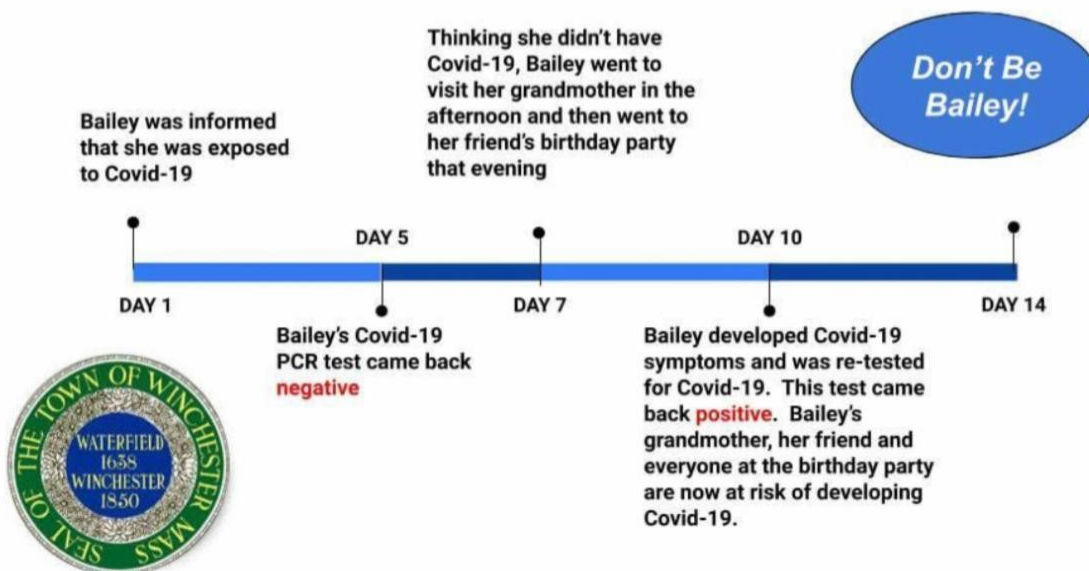 Don't Be
Bailey!
Thinking she didn't have
Covid-19, Bailey went to
visit her grandmother in the
afternoon and then went to
her friend's birthday party
that evening
Bailey was informed
that she was exposed
to Covid-19
DAY 5
DAY 10
DAY 1
DAY 7
DAY 14
Bailey's Covid-19
PCR test came back
negative
Bailey developed Covid-19
symptoms and was re-tested
for Covid-19. This test came
back positive. Bailey's
grandmother, her friend and
everyone at the birthday party
are now at risk of developing
Covid-19.
SEAL OF THE TOWN OF WINCHESTER MASS
WATERFIELD
1638
WINCHESTER
1850